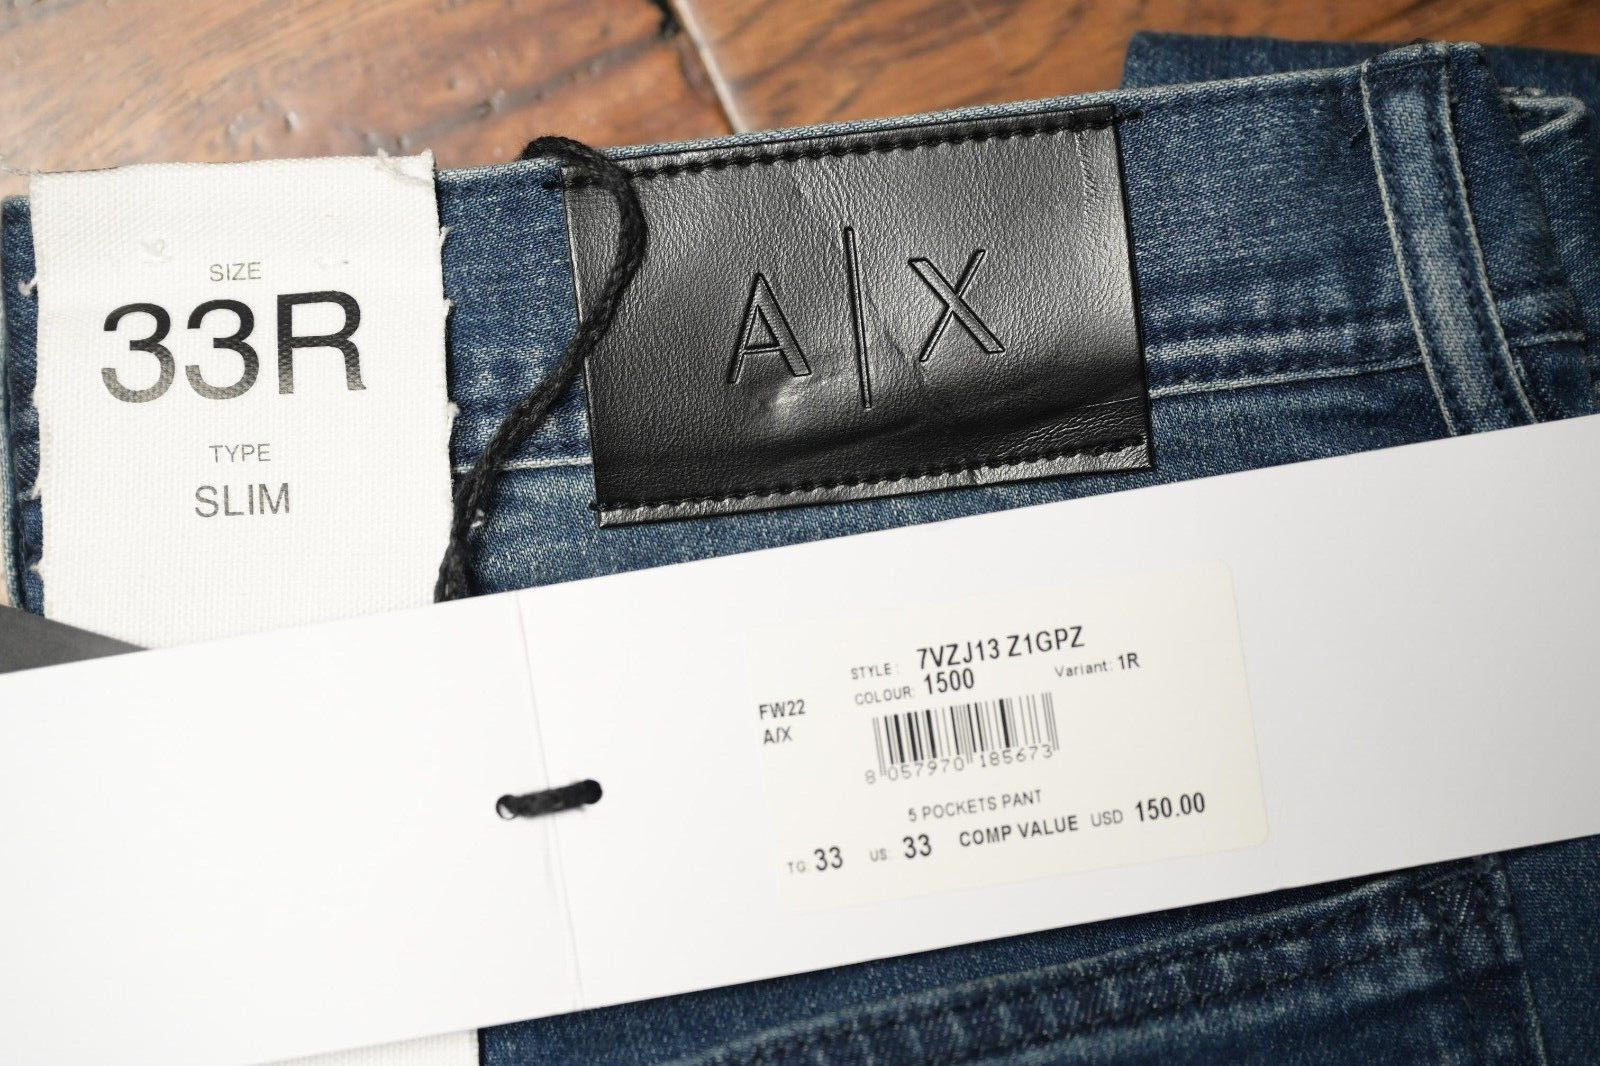 SIZE
33R
TYPE
SLIM
A|X
STYLE: 7VZJ13 Z1GPZ
COLOUR: 1500 Variant: 1R
FW22
A/X
8 057970 185673
5 POCKETS PANT
TG: 33 US: 33 COMP VALUE USD 150.00